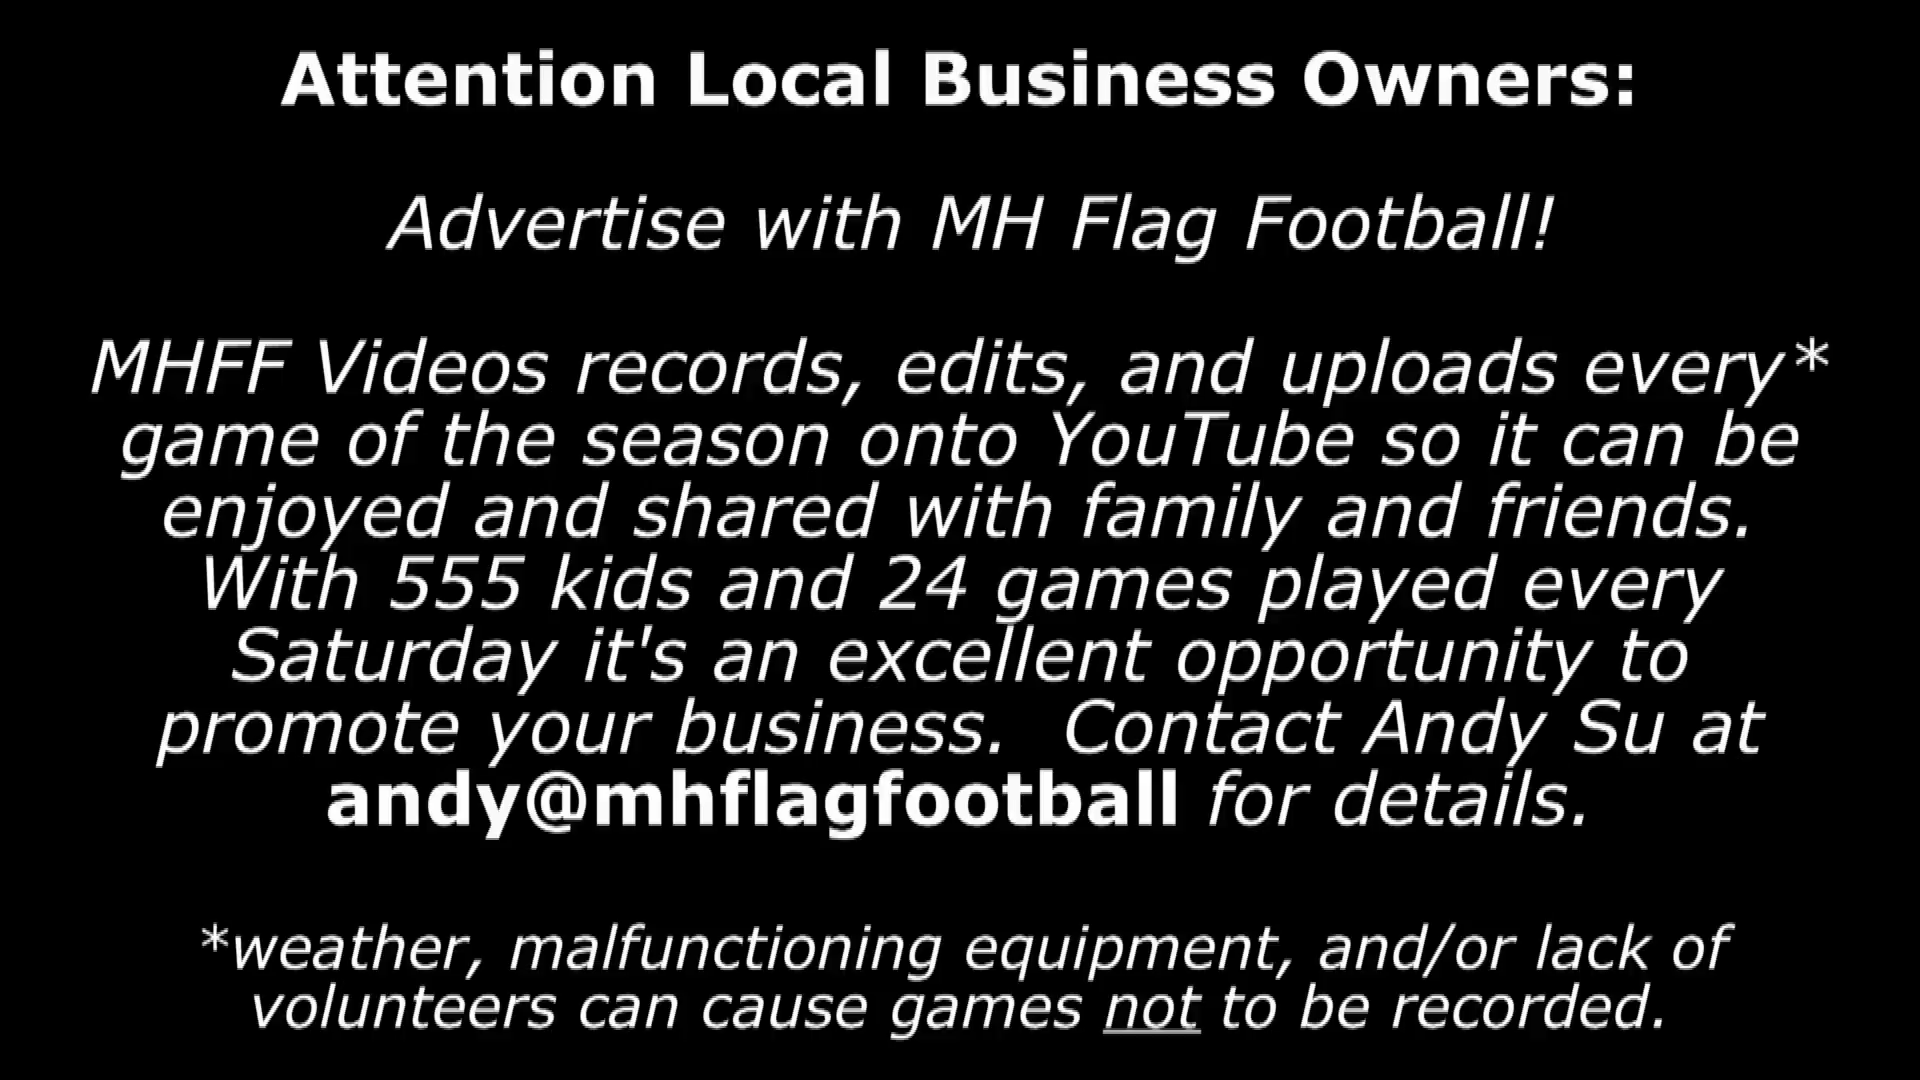 Attention Local Business Owners:
Advertise with MH Flag Football!
MHFF Videos records, edits, and uploads every*
game of the season onto YouTube so it can be
enjoyed and shared with family and friends.
With 555 kids and 24 games played every
Saturday it's an excellent opportunity to
promote your business.  Contact Andy Su at
andy@mhflagfootball for details.
*weather, malfunctioning equipment, and/or lack of
volunteers can cause games not to be recorded.